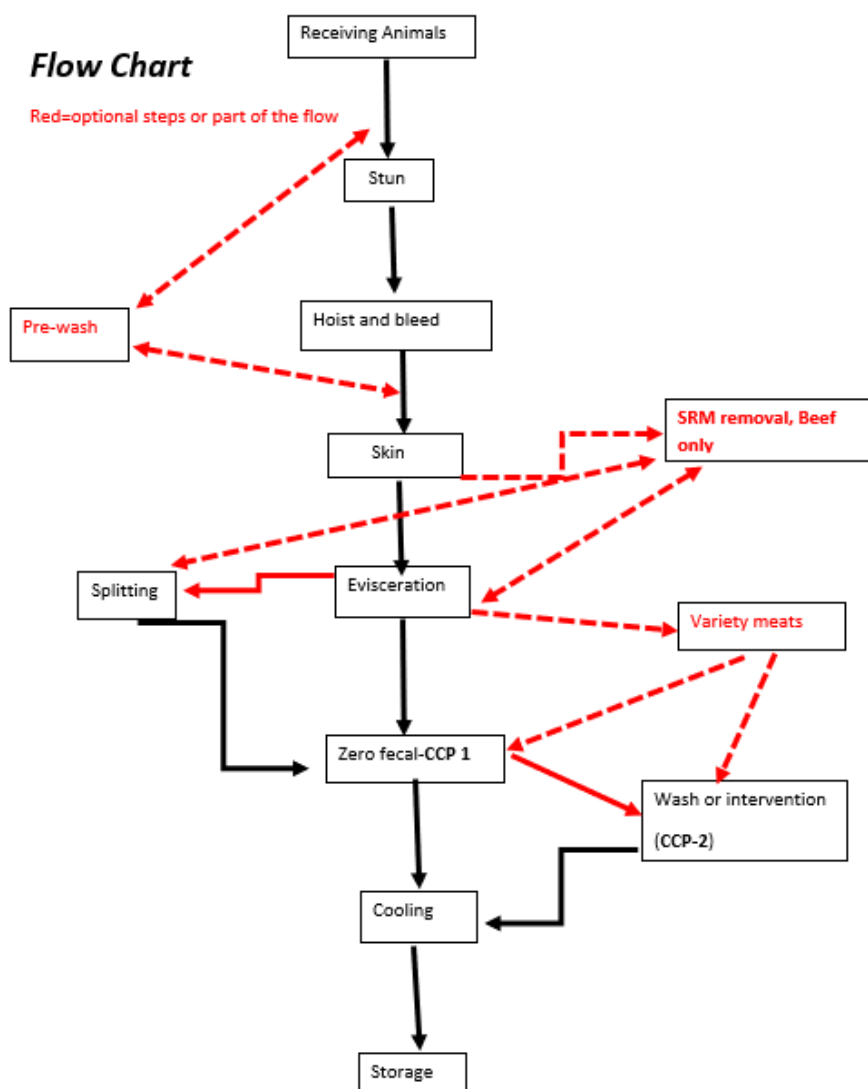 Receiving Animals
Flow Chart
Red=optional steps or part of the flow
Stun
Pre-wash
Hoist and bleed
SRM removal, Beef
only
Skin
Splitting
Evisceration
Variety meats
Zero fecal-CCP 1
Wash or intervention
(CCP-2)
Cooling
Storage